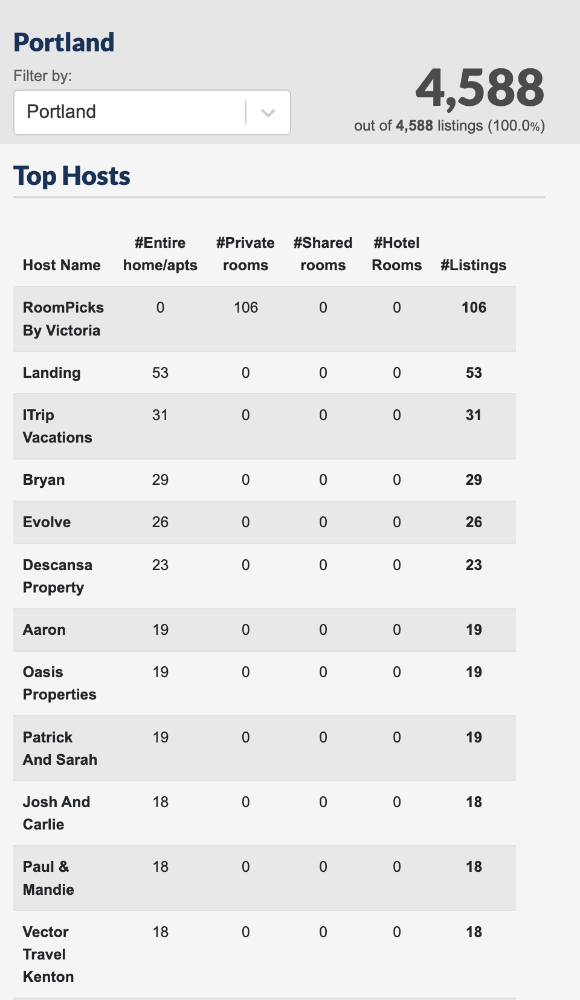 Portland
Filter by:
Portland
4,588
out of 4,588 listings (100.0%)
Top Hosts
Host Name #Entire home/apts #Private rooms #Shared rooms #Hotel Rooms #Listings
RoomPicks By Victoria 0 106 0 0 106
Landing 53 0 0 0 53
ITrip Vacations 31 0 0 0 31
Bryan 29 0 0 0 29
Evolve 26 0 0 0 26
Descansa Property 23 0 0 0 23
Aaron 19 0 0 0 19
Oasis Properties 19 0 0 0 19
Patrick And Sarah 19 0 0 0 19
Josh And Carlie 18 0 0 0 18
Paul & Mandie 18 0 0 0 18
Vector Travel Kenton 18 0 0 0 18